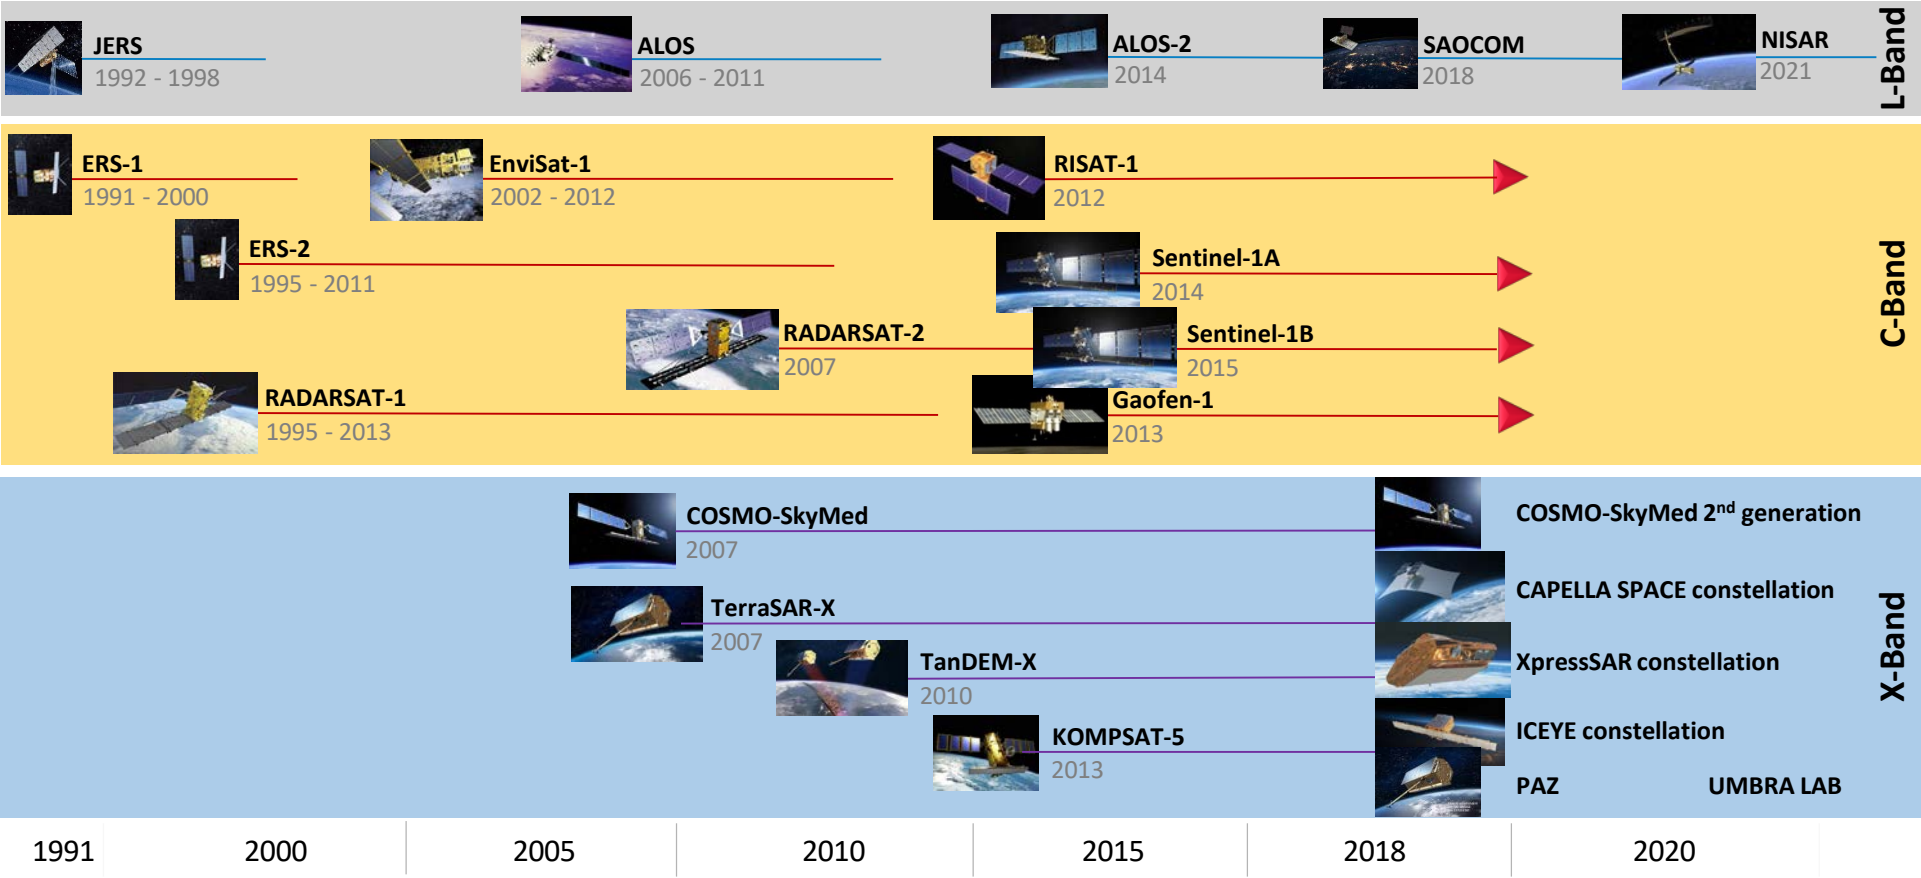 JERS
1992 - 1998
ALOS
2006 - 2011
ALOS-2
2014
SAOCOM
2018
NISAR
2021
L-Band
ERS-1
1991 - 2000
EnviSat-1
2002 - 2012
RISAT-1
2012
ERS-2
1995 - 2011
Sentinel-1A
2014
RADARSAT-2
2007
Sentinel-1B
2015
RADARSAT-1
1995 - 2013
Gaofen-1
2013
C-Band
COSMO-SkyMed
2007
COSMO-SkyMed 2nd generation
TerraSAR-X
2007
CAPELLA SPACE constellation
TanDEM-X
2010
XpressSAR constellation
KOMPSAT-5
2013
ICEYE constellation
PAZ UMBRA LAB
X-Band
1991 2000 2005 2010 2015 2018 2020